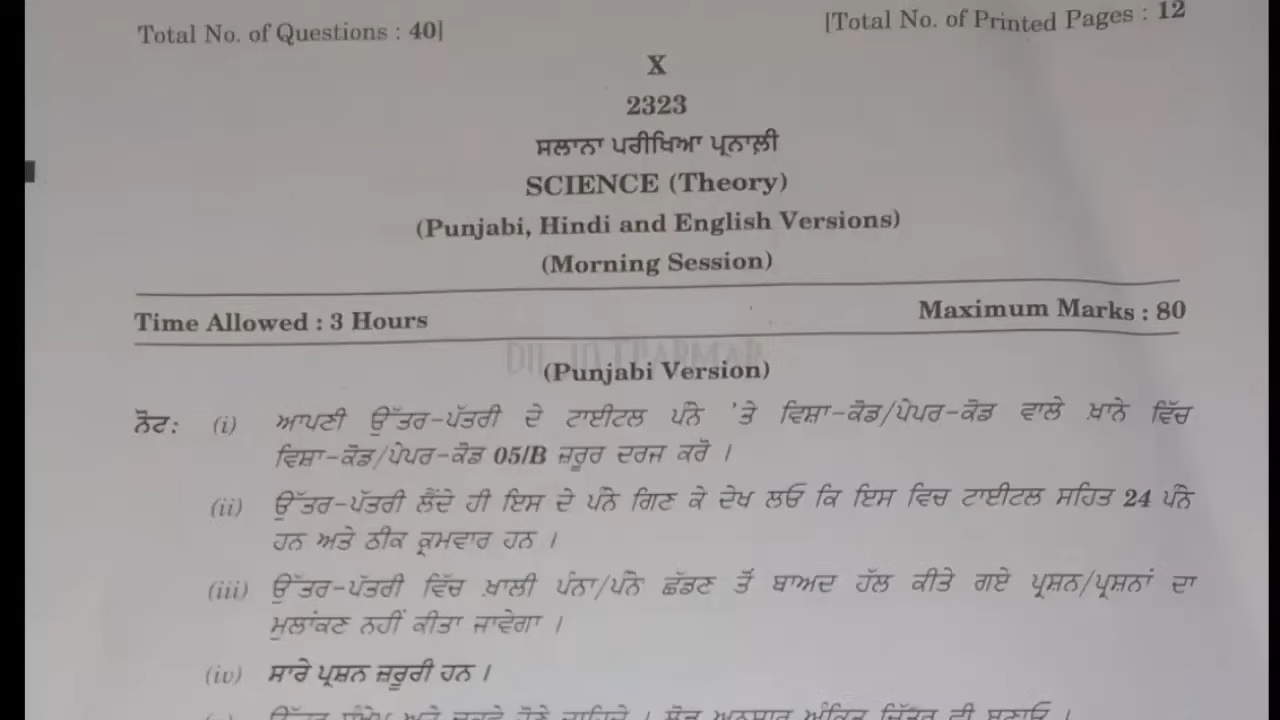 Total No. of Questions : 40]
[Total No. of Printed Pages : 12
X
2323
ਸਲਾਨਾ ਪਰੀਖਿਆ ਪ੍ਰਨਾਲੀ
SCIENCE (Theory)
(Punjabi, Hindi and English Versions)
(Morning Session)
Time Allowed : 3 Hours
Maximum Marks : 80
(Punjabi Version)
ਨੋਟ: (i) ਆਪਣੀ ਉੱਤਰ-ਪੱਤਰੀ ਦੇ ਟਾਈਟਲ ਪੰਨੇ 'ਤੇ ਵਿਸ਼ਾ-ਕੋਡ/ਪੇਪਰ-ਕੋਡ ਵਾਲੇ ਖ਼ਾਨੇ ਵਿੱਚ
ਵਿਸ਼ਾ-ਕੋਡ/ਪੇਪਰ-ਕੋਡ 05/B ਜ਼ਰੂਰ ਦਰਜ ਕਰੋ ।
(ii) ਉੱਤਰ-ਪੱਤਰੀ ਲੈਂਦੇ ਹੀ ਇਸ ਦੇ ਪੰਨੇ ਗਿਣ ਕੇ ਦੇਖ ਲਓ ਕਿ ਇਸ ਵਿਚ ਟਾਈਟਲ ਸਹਿਤ 24 ਪੰਨੇ
ਹਨ ਅਤੇ ਠੀਕ ਕ੍ਰਮਵਾਰ ਹਨ ।
(iii) ਉੱਤਰ-ਪੱਤਰੀ ਵਿੱਚ ਖ਼ਾਲੀ ਪੰਨਾ/ਪੰਨੇ ਛੱਡਣ ਤੋਂ ਬਾਅਦ ਹੱਲ ਕੀਤੇ ਗਏ ਪ੍ਰਸ਼ਨ/ਪ੍ਰਸ਼ਨਾਂ ਦਾ
ਮੁਲਾਂਕਣ ਨਹੀਂ ਕੀਤਾ ਜਾਵੇਗਾ ।
(iv) ਸਾਰੇ ਪ੍ਰਸ਼ਨ ਜ਼ਰੂਰੀ ਹਨ ।